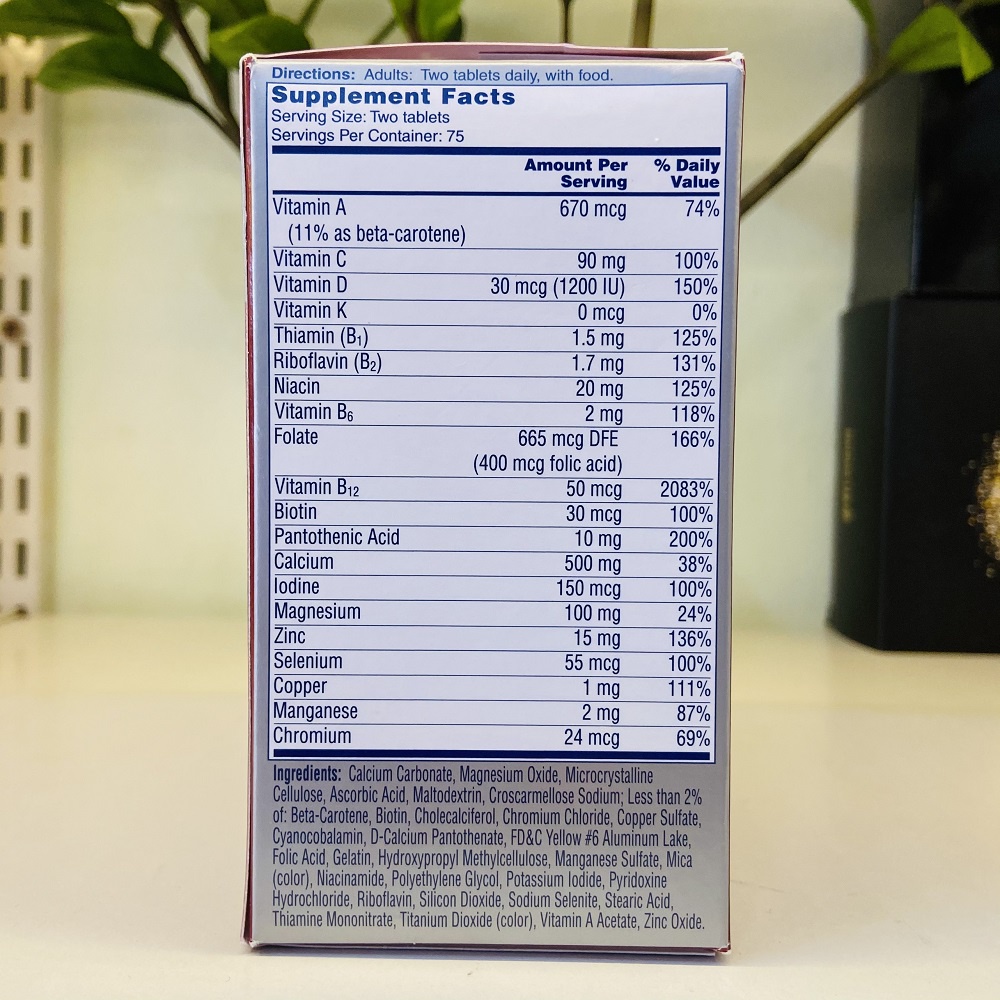 Directions: Adults: Two tablets daily, with food.
Supplement Facts
Serving Size: Two tablets
Servings Per Container: 75
Amount Per Serving % Daily Value
Vitamin A 670 mcg 74%
(11% as beta-carotene)
Vitamin C 90 mg 100%
Vitamin D 30 mcg (1200 IU) 150%
Vitamin K 0 mcg 0%
Thiamin (B₁) 1.5 mg 125%
Riboflavin (B₂) 1.7 mg 131%
Niacin 20 mg 125%
Vitamin B₆ 2 mg 118%
Folate 665 mcg DFE 166%
(400 mcg folic acid)
Vitamin B₁₂ 50 mcg 2083%
Biotin 30 mcg 100%
Pantothenic Acid 10 mg 200%
Calcium 500 mg 38%
Iodine 150 mcg 100%
Magnesium 100 mg 24%
Zinc 15 mg 136%
Selenium 55 mcg 100%
Copper 1 mg 111%
Manganese 2 mg 87%
Chromium 24 mcg 69%
Ingredients: Calcium Carbonate, Magnesium Oxide, Microcrystalline
Cellulose, Ascorbic Acid, Maltodextrin, Croscarmellose Sodium; Less than 2%
of: Beta-Carotene, Biotin, Cholecalciferol, Chromium Chloride, Copper Sulfate,
Cyanocobalamin, D-Calcium Pantothenate, FD&C Yellow #6 Aluminum Lake,
Folic Acid, Gelatin, Hydroxypropyl Methylcellulose, Manganese Sulfate, Mica
(color), Niacinamide, Polyethylene Glycol, Potassium Iodide, Pyridoxine
Hydrochloride, Riboflavin, Silicon Dioxide, Sodium Selenite, Stearic Acid,
Thiamine Mononitrate, Titanium Dioxide (color), Vitamin A Acetate, Zinc Oxide.